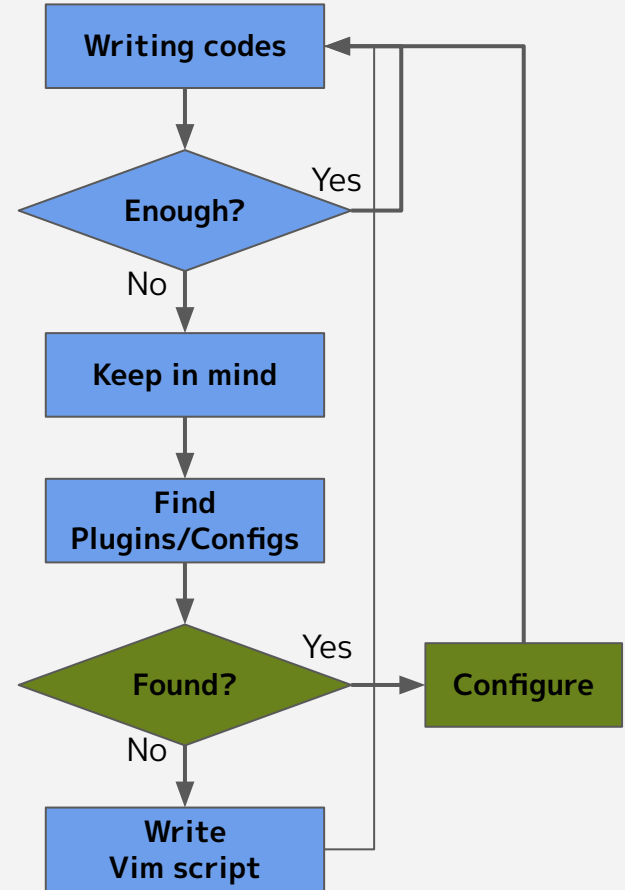 Writing codes
Yes
Enough?
No
Keep in mind
Find
Plugins/Configs
Yes
Found?
Configure
No
Write
Vim script